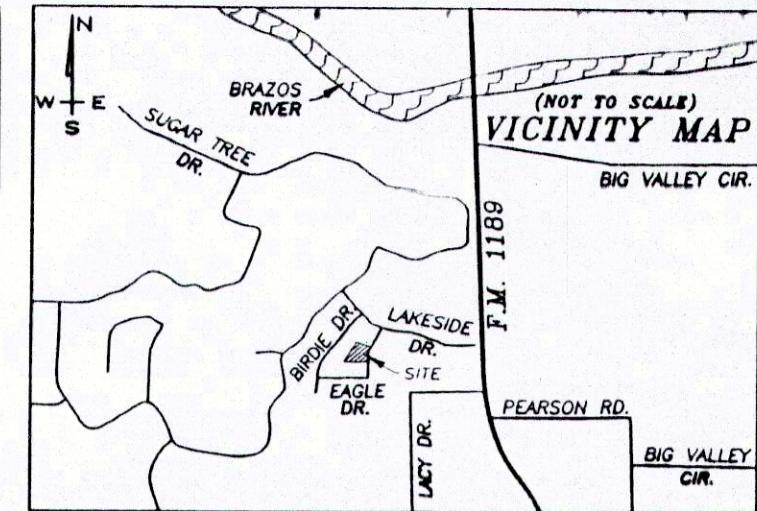 N
W E
S
BRAZOS
RIVER
(NOT TO SCALE)
VICINITY MAP
SUGAR TREE
DR.
BIG VALLEY CIR.
F.M. 1189
BIRDIE DR.
LAKESIDE
DR.
SITE
EAGLE
DR.
LACY DR.
PEARSON RD.
BIG VALLEY
CIR.